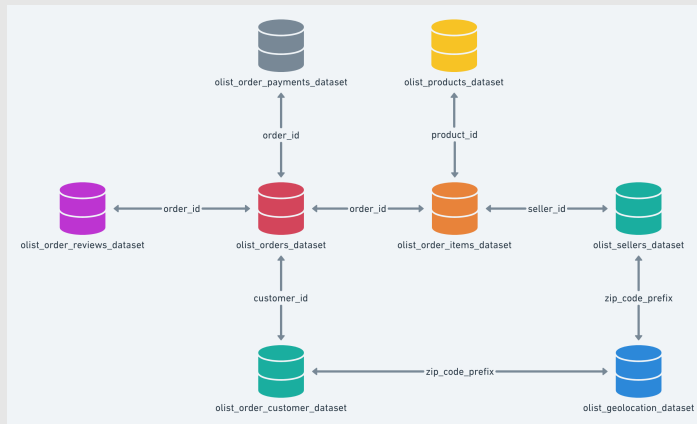 olist_order_payments_dataset
olist_products_dataset
order_id
product_id
order_id
order_id
seller_id
olist_order_reviews_dataset
olist_orders_dataset
olist_order_items_dataset
olist_sellers_dataset
customer_id
zip_code_prefix
zip_code_prefix
olist_order_customer_dataset
olist_geolocation_dataset